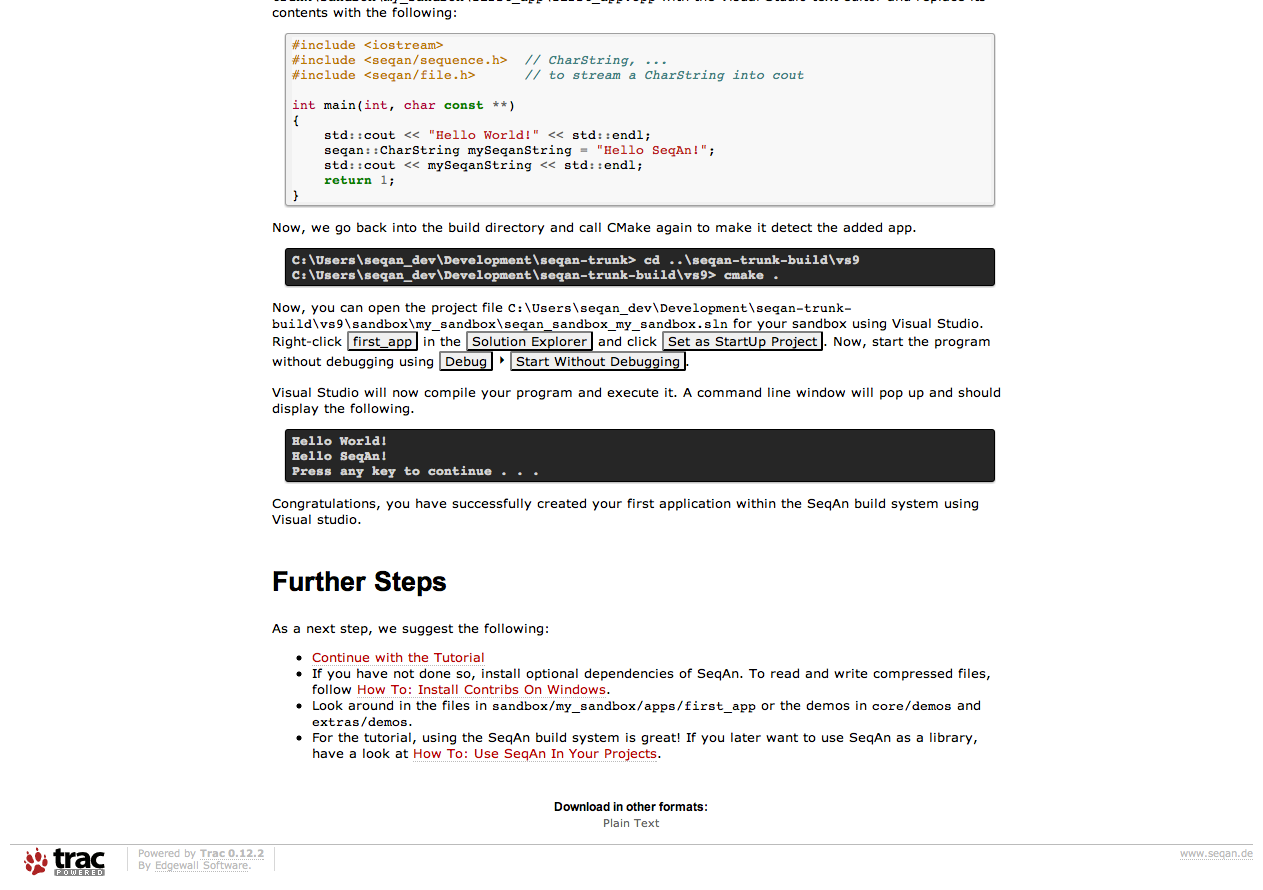 contents with the following:
#include <iostream>
#include <seqan/sequence.h>  // CharString, ...
#include <seqan/file.h>      // to stream a CharString into cout
int main(int, char const **)
{
    std::cout << "Hello World!" << std::endl;
    seqan::CharString mySeqanString = "Hello SeqAn!";
    std::cout << mySeqanString << std::endl;
    return 1;
}
Now, we go back into the build directory and call CMake again to make it detect the added app.
C:\Users\seqan_dev\Development\seqan-trunk> cd ..\seqan-trunk-build\vs9
C:\Users\seqan_dev\Development\seqan-trunk-build\vs9> cmake .
Now, you can open the project file C:\Users\seqan_dev\Development\seqan-trunk-
build\vs9\sandbox\my_sandbox\seqan_sandbox_my_sandbox.sln for your sandbox using Visual Studio.
Right-click first_app in the Solution Explorer and click Set as StartUp Project. Now, start the program
without debugging using Debug ‣ Start Without Debugging.
Visual Studio will now compile your program and execute it. A command line window will pop up and should
display the following.
Hello World!
Hello SeqAn!
Press any key to continue . . .
Congratulations, you have successfully created your first application within the SeqAn build system using
Visual studio.
Further Steps
As a next step, we suggest the following:
• Continue with the Tutorial
• If you have not done so, install optional dependencies of SeqAn. To read and write compressed files,
follow How To: Install Contribs On Windows.
• Look around in the files in sandbox/my_sandbox/apps/first_app or the demos in core/demos and
extras/demos.
• For the tutorial, using the SeqAn build system is great! If you later want to use SeqAn as a library,
have a look at How To: Use SeqAn In Your Projects.
Download in other formats:
Plain Text
trac
POWERED
Powered by Trac 0.12.2
By Edgewall Software.
www.seqan.de